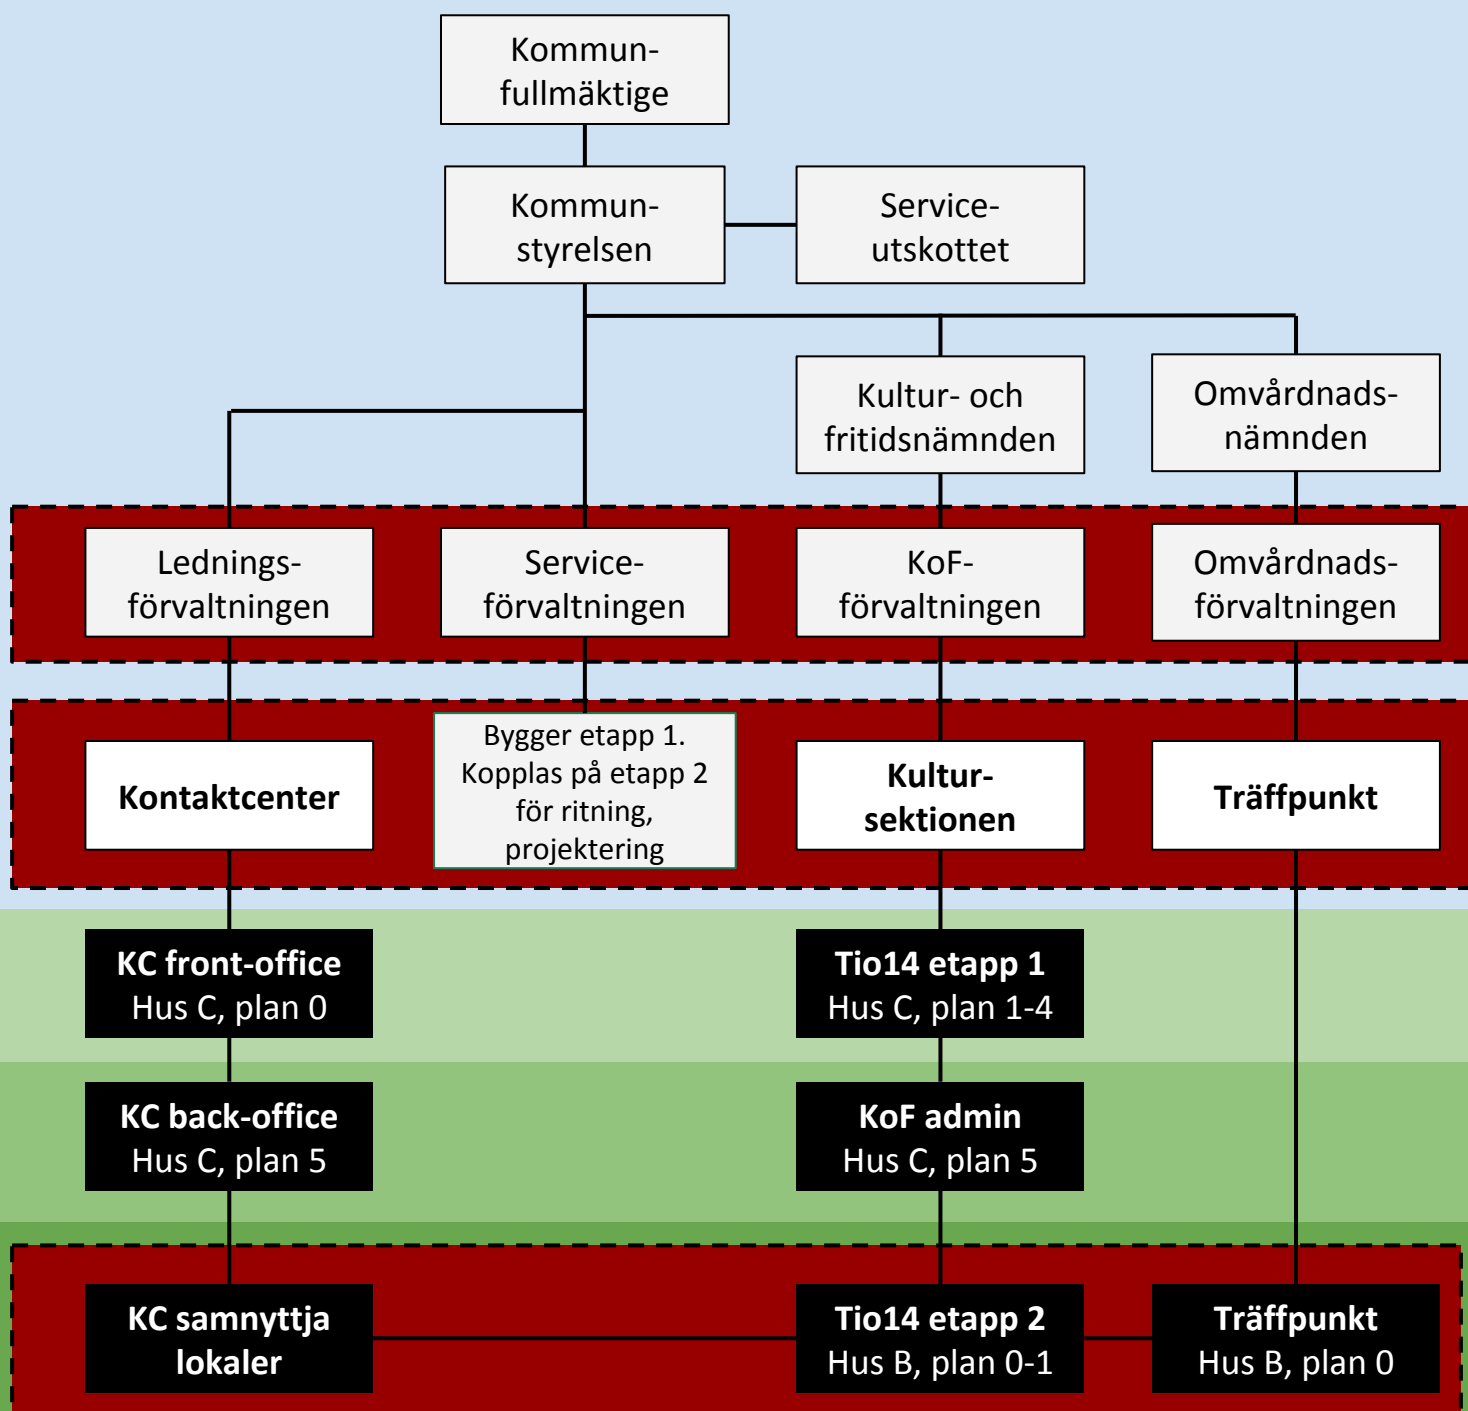 Kommun-
fullmäktige
Kommun-
styrelsen
Service-
utskottet
Kultur- och
fritidsnämnden
Omvårdnads-
nämnden
Lednings-
förvaltningen
Service-
förvaltningen
KoF-
förvaltningen
Omvårdnads-
förvaltningen
Kontaktcenter
Bygger etapp 1.
Kopplas på etapp 2
för ritning,
projektering
Kultur-
sektionen
Träffpunkt
KC front-office
Hus C, plan 0
Tio14 etapp 1
Hus C, plan 1-4
KC back-office
Hus C, plan 5
KoF admin
Hus C, plan 5
KC samnyttja
lokaler
Tio14 etapp 2
Hus B, plan 0-1
Träffpunkt
Hus B, plan 0